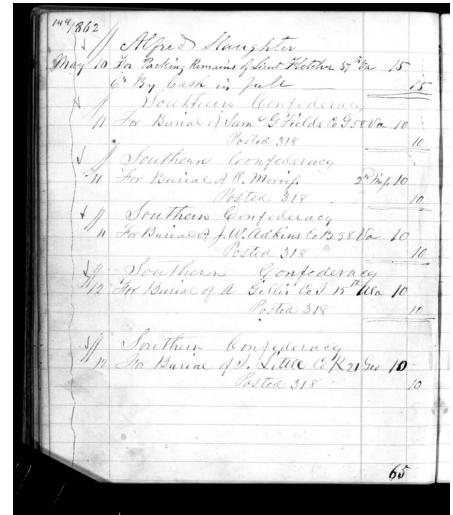 144 1862
Alfred Slaughter
May 10 For Packing Remains of Lieut Fletcher 57th Va 15
Cr By Cash in full 15
Southern Confederacy
11 For Burial of Saml G Fields Co G 58 Va 10
Posted 318 10
Southern Confederacy
11 For Burial of R. Morris 2nd Miss 10
Posted 318 10
Southern Confederacy
11 For Burial of J. W. Adkins Co B 38 Va 10
Posted 318 10
Southern Confederacy
12 For Burial of A Gillis Co I 15th Ala 10
Posted 318 10
Southern Confederacy
12 For Burial of J. Little Co K 21 Geo 10
Posted 318 10
65